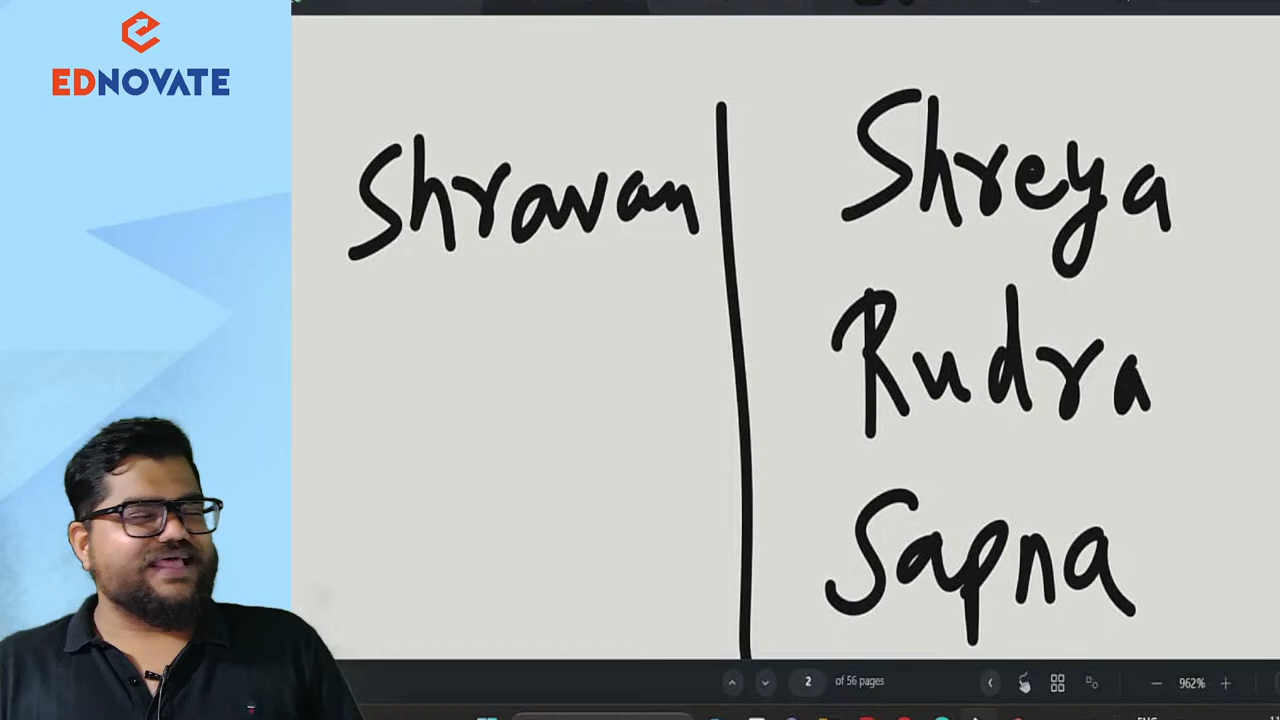 EDNOVATE
Shravan
Shreya
Rudra
Sapna
2 of 56 pages
962%